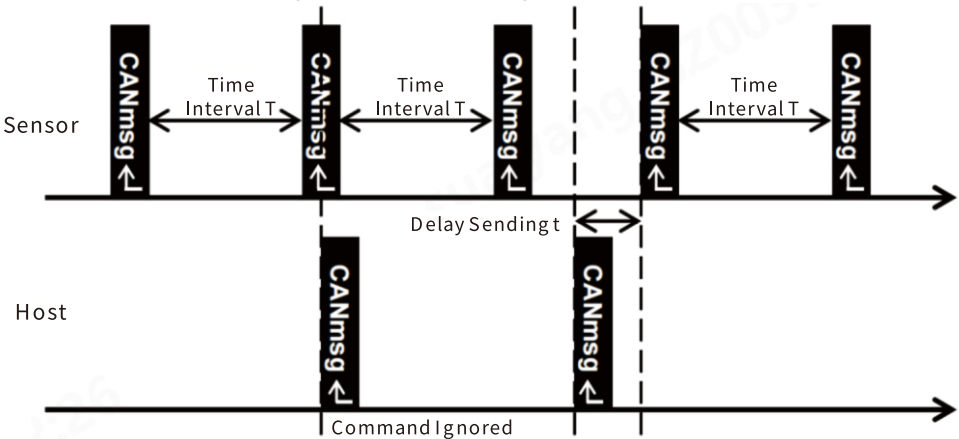 CANmsg
Time
Interval T
CANmsg
Time
Interval T
CANmsg
CANmsg
Time
Interval T
CANmsg
Sensor
Delay Sending t
CANmsg
CANmsg
Host
Command Ignored